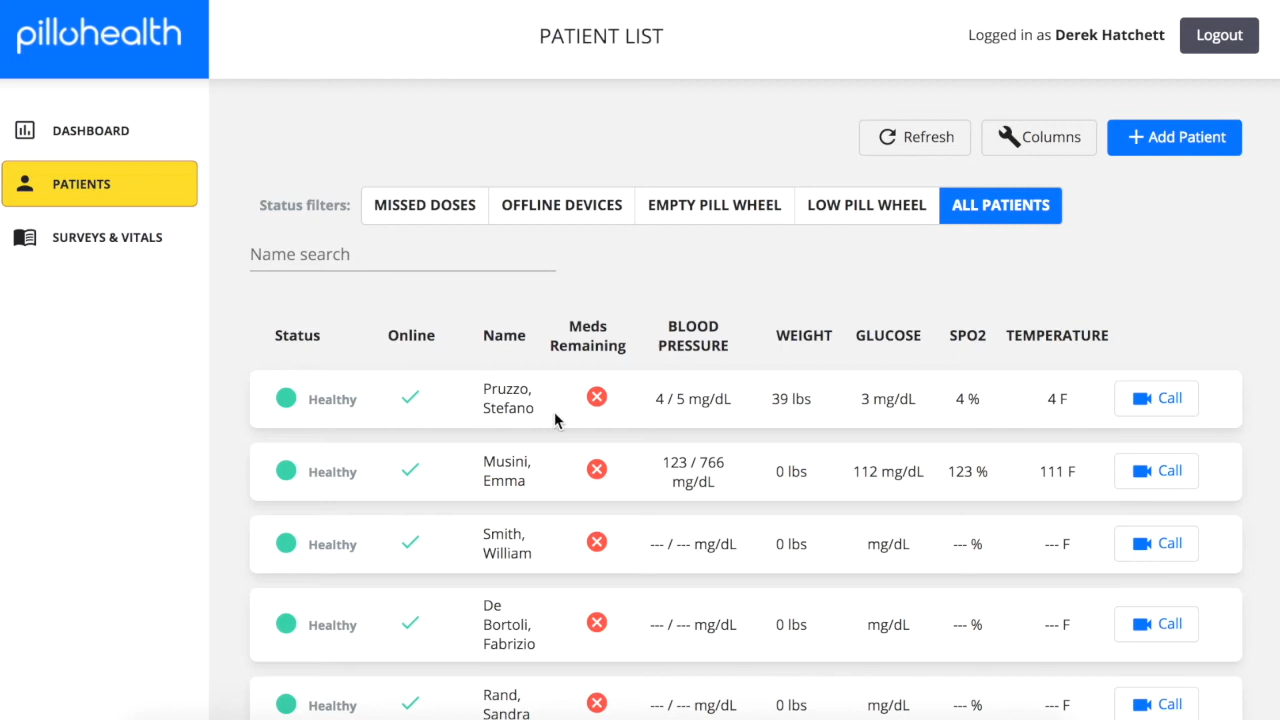 pillohealth
PATIENT LIST
Logged in as Derek Hatchett
Logout
DASHBOARD
PATIENTS
SURVEYS & VITALS
Refresh
Columns
+ Add Patient
Status filters:
MISSED DOSES
OFFLINE DEVICES
EMPTY PILL WHEEL
LOW PILL WHEEL
ALL PATIENTS
Name search
Status
Online
Name
Meds
Remaining
BLOOD
PRESSURE
WEIGHT
GLUCOSE
SPO2
TEMPERATURE
Healthy
Pruzzo,
Stefano
4 / 5 mg/dL
39 lbs
3 mg/dL
4 %
4 F
Call
Healthy
Musini,
Emma
123 / 766
mg/dL
0 lbs
112 mg/dL
123 %
111 F
Call
Healthy
Smith,
William
--- / --- mg/dL
0 lbs
mg/dL
--- %
--- F
Call
Healthy
De
Bortoli,
Fabrizio
--- / --- mg/dL
0 lbs
mg/dL
--- %
--- F
Call
Healthy
Rand,
Sandra
--- / --- mg/dL
0 lbs
mg/dL
--- %
--- F
Call